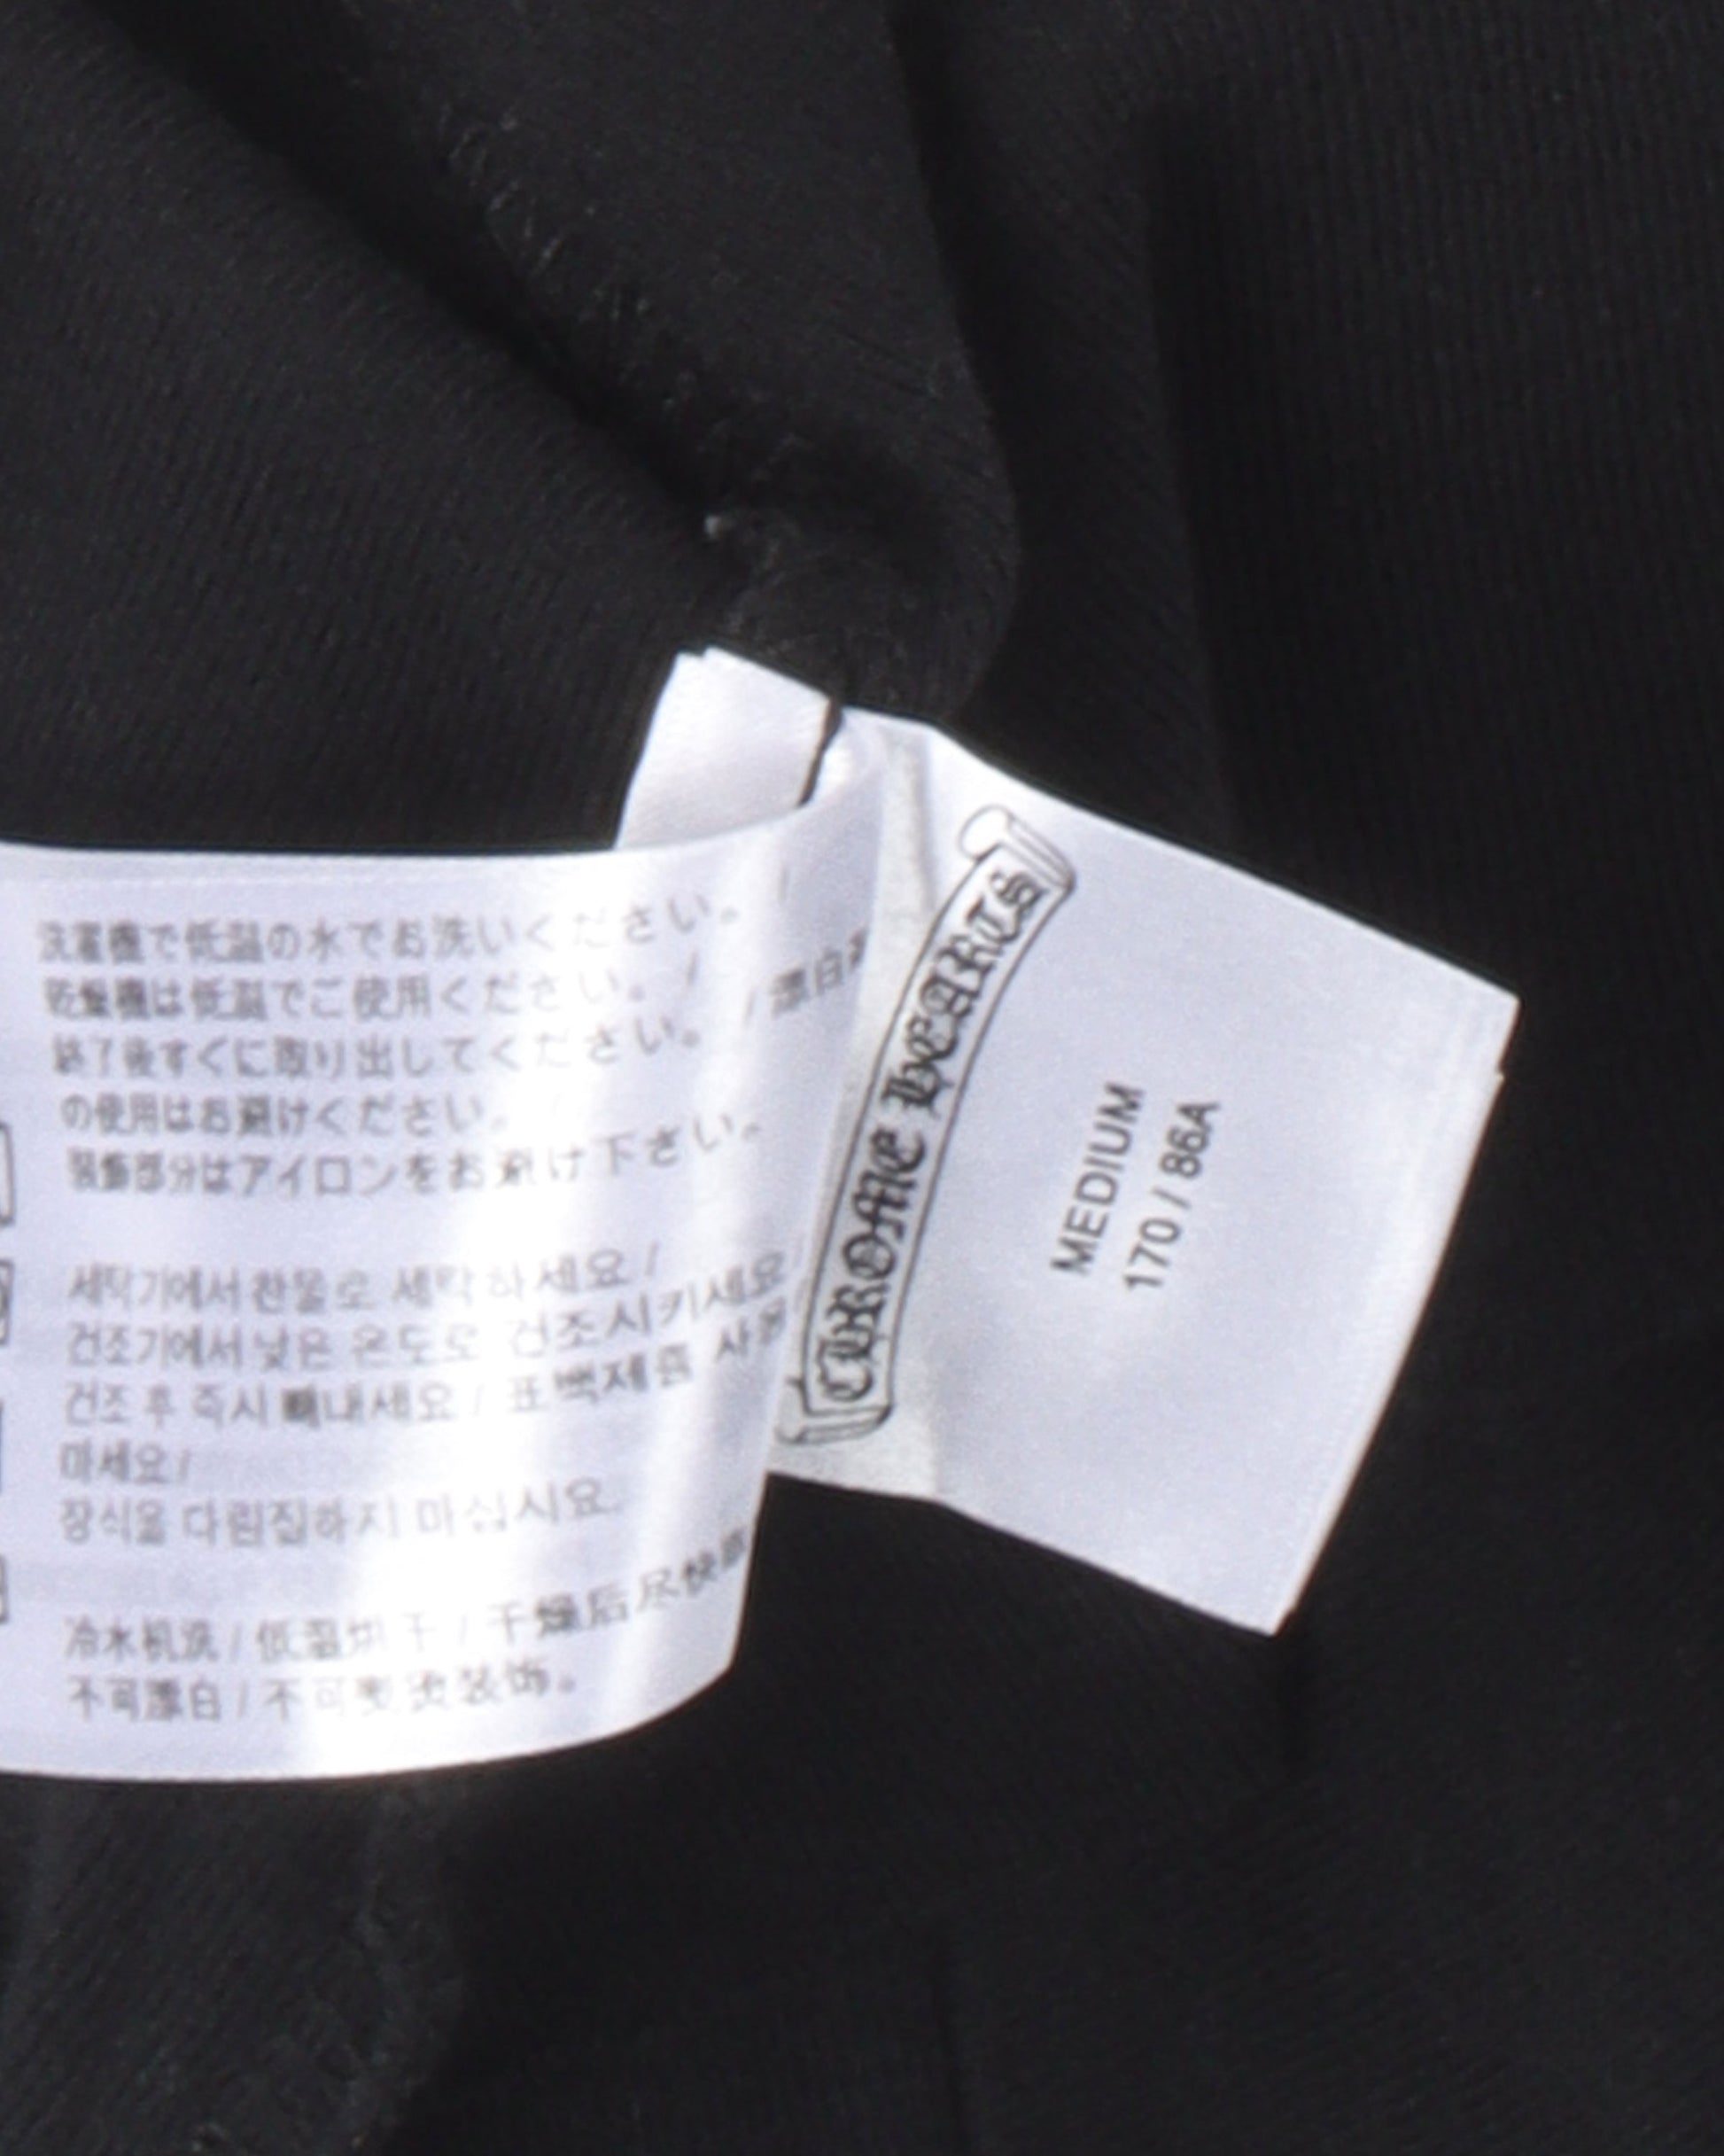 洗濯機で低温の水でお洗いください。 /
乾燥機は低温でご使用ください。 / / 漂白
終了後すぐに取り出してください。
の使用はお避けください。
装飾部分はアイロンをお避け下さい。
세탁기에서 찬물로 세탁하세요 /
건조기에서 낮은 온도로 건조시키세요 /
건조 후 즉시 빼내세요 / 표백제를 사용
마세요 /
장식을 다림질하지 마십시요.
冷水机洗 / 低温烘干 / 干燥后尽快
不可漂白 / 不可熨烫装饰。
CHROME HEARTS
MEDIUM
170 / 86A